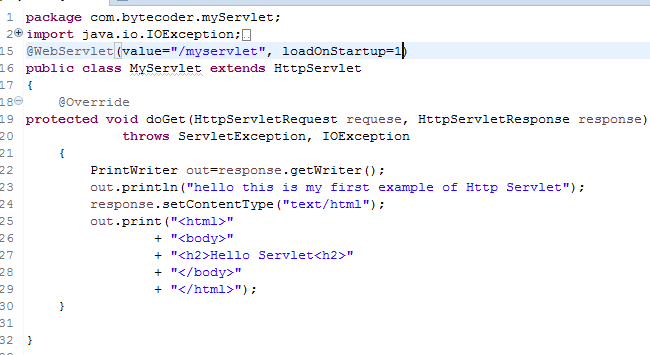 1 package com.bytecoder.myServlet;
2 import java.io.IOException;
15 @WebServlet(value="/myservlet", loadOnStartup=1)
16 public class MyServlet extends HttpServlet
17 {
18 @Override
19 protected void doGet(HttpServletRequest requese, HttpServletResponse response)
20 throws ServletException, IOException
21 {
22 PrintWriter out=response.getWriter();
23 out.println("hello this is my first example of Http Servlet");
24 response.setContentType("text/html");
25 out.print("<html>"
26 + "<body>"
27 + "<h2>Hello Servlet<h2>"
28 + "</body>"
29 + "</html>");
30 }
31
32 }